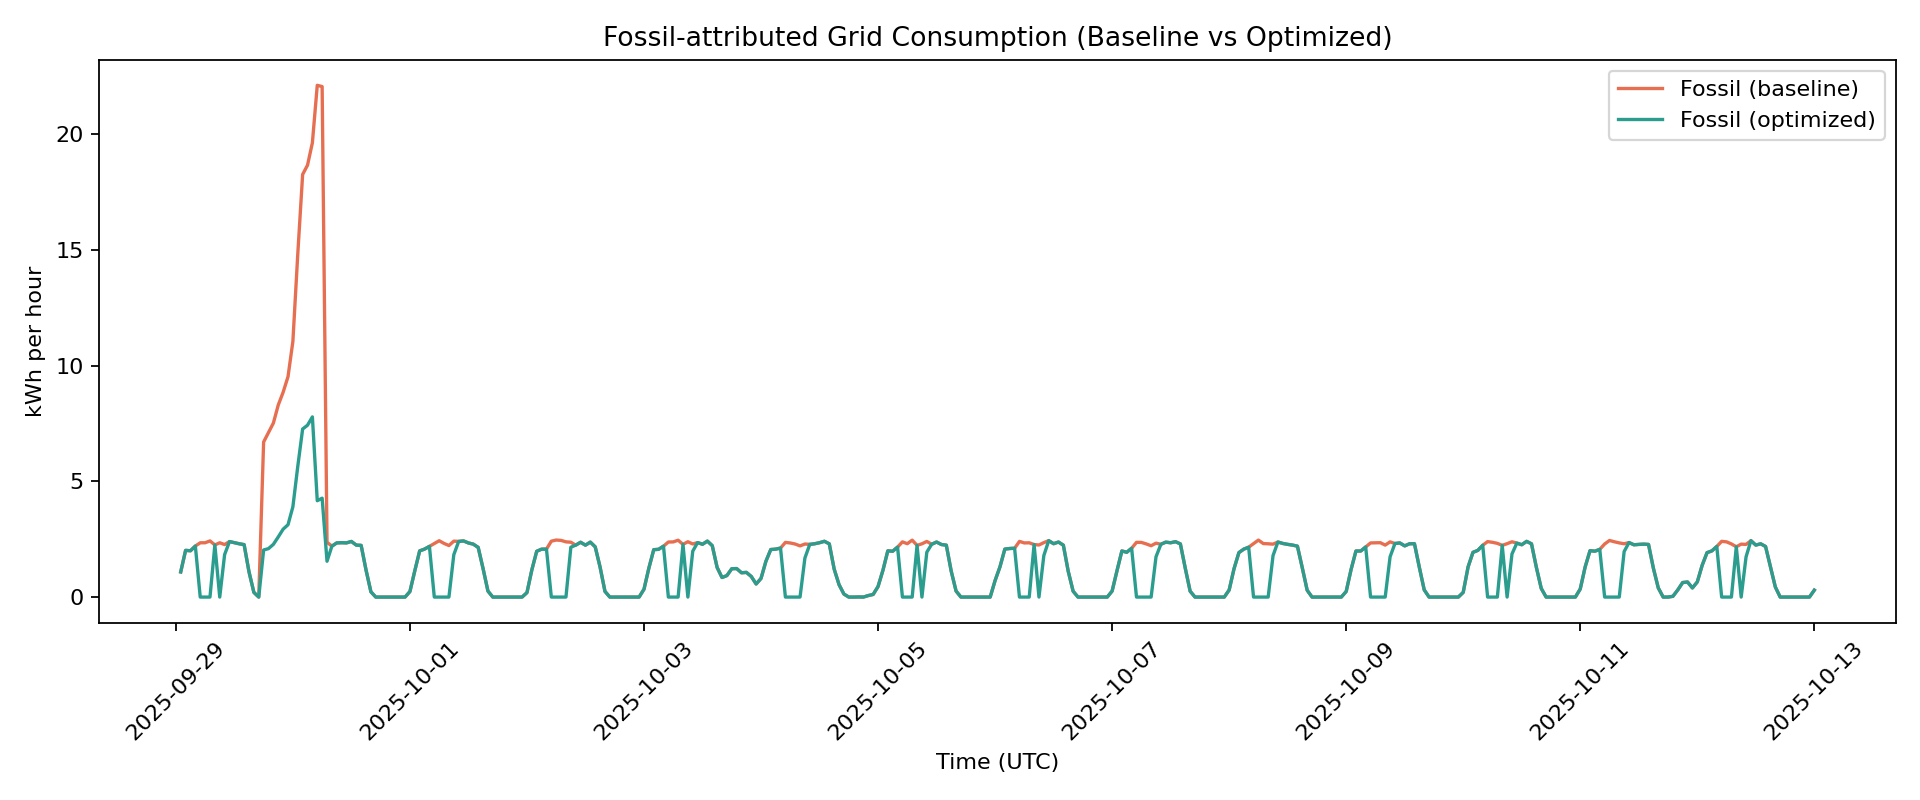 Fossil-attributed Grid Consumption (Baseline vs Optimized)
Fossil (baseline)
Fossil (optimized)
kWh per hour
20
15
10
5
0
2025-09-29
2025-10-01
2025-10-03
2025-10-05
2025-10-07
2025-10-09
2025-10-11
2025-10-13
Time (UTC)